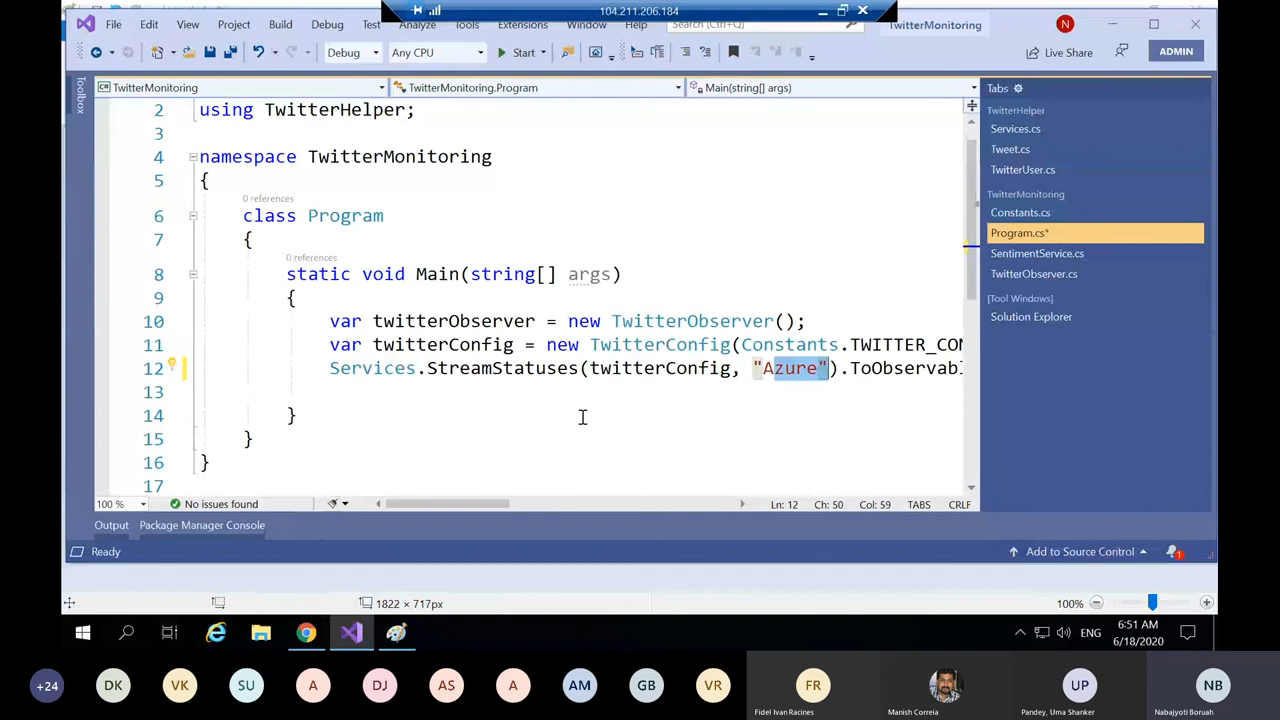 104.211.206.184
File Edit View Project Build Debug Test Analyze Tools Extensions Window Help Search (Ctrl+Q) TwitterMonitoring N
Debug Any CPU Start Live Share ADMIN
Toolbox
TwitterMonitoring TwitterMonitoring.Program Main(string[] args)
2 using TwitterHelper;
3
4 namespace TwitterMonitoring
5 {
0 references
6 class Program
7 {
0 references
8 static void Main(string[] args)
9 {
10 var twitterObserver = new TwitterObserver();
11 var twitterConfig = new TwitterConfig(Constants.TWITTER_CON
12 Services.StreamStatuses(twitterConfig, "Azure").ToObservabl
13
14 }
15 }
16 }
17
100 % No issues found Ln: 12 Ch: 50 Col: 59 TABS CRLF
Tabs
TwitterHelper
Services.cs
Tweet.cs
TwitterUser.cs
TwitterMonitoring
Constants.cs
Program.cs*
SentimentService.cs
TwitterObserver.cs
[Tool Windows]
Solution Explorer
Output Package Manager Console
Ready Add to Source Control 1
1822 × 717px 100%
ENG 6:51 AM
6/18/2020
+24 DK VK SU A DJ AS A AM GB VR FR UP NB
Fidel Ivan Racines Manish Correia Pandey, Uma Shanker Nabajyoti Boruah